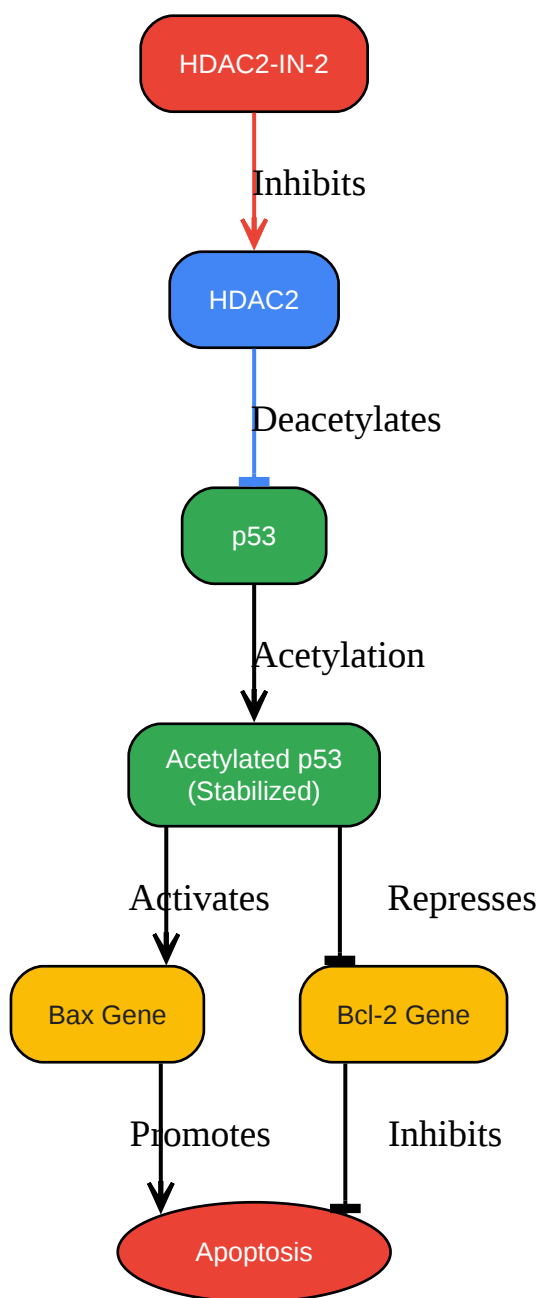 HDAC2-IN-2
Inhibits
HDAC2
Deacetylates
p53
Acetylation
Acetylated p53
(Stabilized)
Activates
Represses
Bax Gene
Bcl-2 Gene
Promotes
Inhibits
Apoptosis